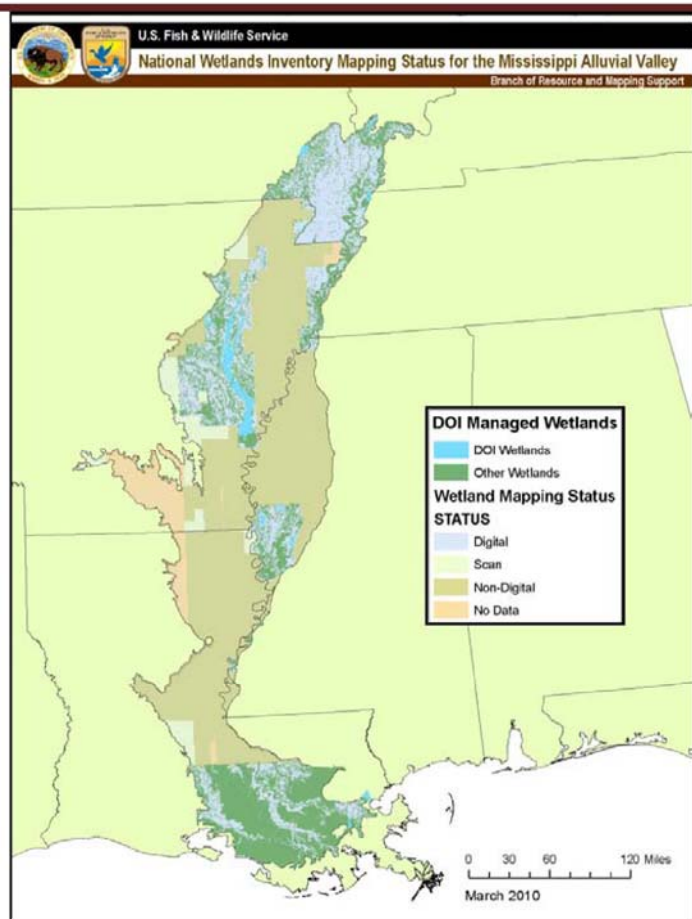 U.S. Fish & Wildlife Service
National Wetlands Inventory Mapping Status for the Mississippi Alluvial Valley
Branch of Resource and Mapping Support
DOI Managed Wetlands
DOI Wetlands
Other Wetlands
Wetland Mapping Status
STATUS
Digital
Scan
Non-Digital
No Data
0 30 60 120 Miles
March 2010